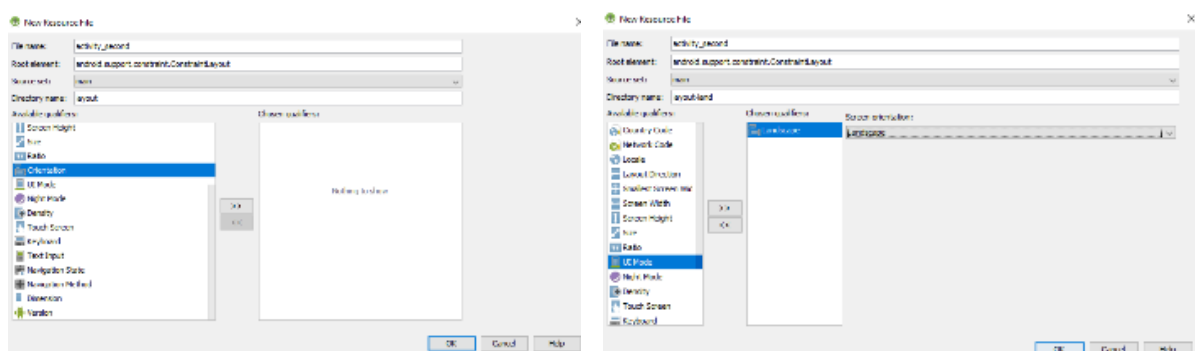 New Resource File
File name: activity_second
Root element: android.support.constraint.ConstraintLayout
Source set: main
Directory name: layout
Available qualifiers: Chosen qualifiers:
Screen Height
Size
Ratio
Orientation
UI Mode
Night Mode
Density
Touch Screen
Keyboard
Text Input
Navigation State
Navigation Method
Dimension
Version
>>
<<
Nothing to show
OK Cancel Help
New Resource File
File name: activity_second
Root element: android.support.constraint.ConstraintLayout
Source set: main
Directory name: layout-land
Available qualifiers: Chosen qualifiers: Screen orientation:
Country Code
Network Code
Locale
Layout Direction
Smallest Screen Wid
Screen Width
Screen Height
Size
Ratio
UI Mode
Night Mode
Density
Touch Screen
Keyboard
>>
<<
Landscape
Landscape
OK Cancel Help